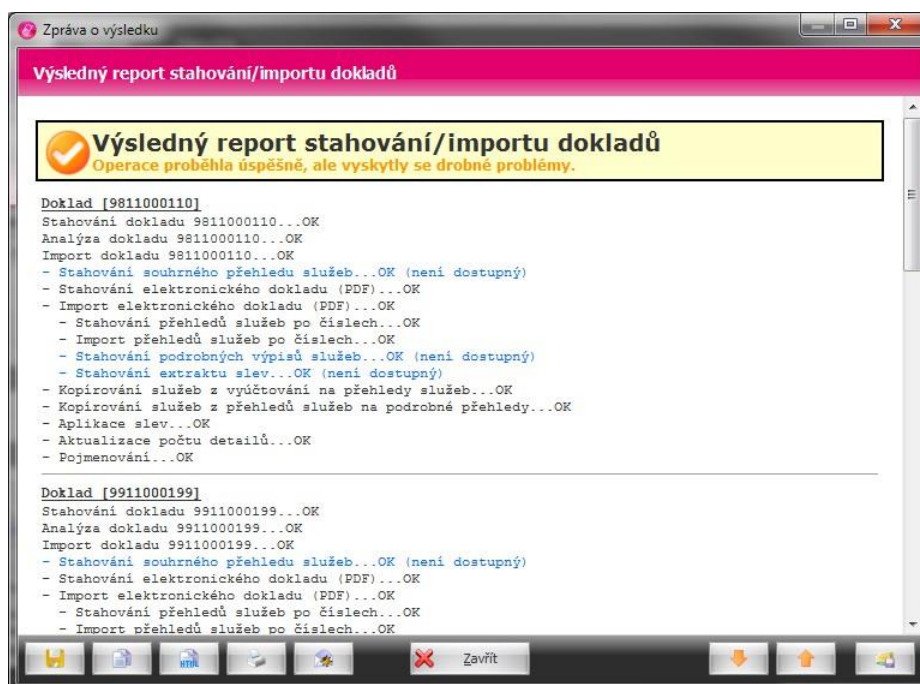 Zpráva o výsledku
Výsledný report stahování/importu dokladů
Výsledný report stahování/importu dokladů
Operace proběhla úspěšně, ale vyskytly se drobné problémy.
Doklad [9811000110]
Stahování dokladu 9811000110...OK
Analýza dokladu 9811000110...OK
Import dokladu 9811000110...OK
- Stahování souhrného přehledu služeb...OK (není dostupný)
- Stahování elektronického dokladu (PDF)...OK
- Import elektronického dokladu (PDF)...OK
- Stahování přehledů služeb po číslech...OK
- Import přehledů služeb po číslech...OK
- Stahování podrobných výpisů služeb...OK (není dostupný)
- Stahování extraktu slev...OK (není dostupný)
- Kopírování služeb z vyúčtování na přehledy služeb...OK
- Kopírování služeb z přehledů služeb na podrobné přehledy...OK
- Aplikace slev...OK
- Aktualizace počtu detailů...OK
- Pojmenování...OK
Doklad [9911000199]
Stahování dokladu 9911000199...OK
Analýza dokladu 9911000199...OK
Import dokladu 9911000199...OK
- Stahování souhrného přehledu služeb...OK (není dostupný)
- Stahování elektronického dokladu (PDF)...OK
- Import elektronického dokladu (PDF)...OK
- Stahování přehledů služeb po číslech...OK
- Import přehledů služeb po číslech...OK
HTML
Zavřít